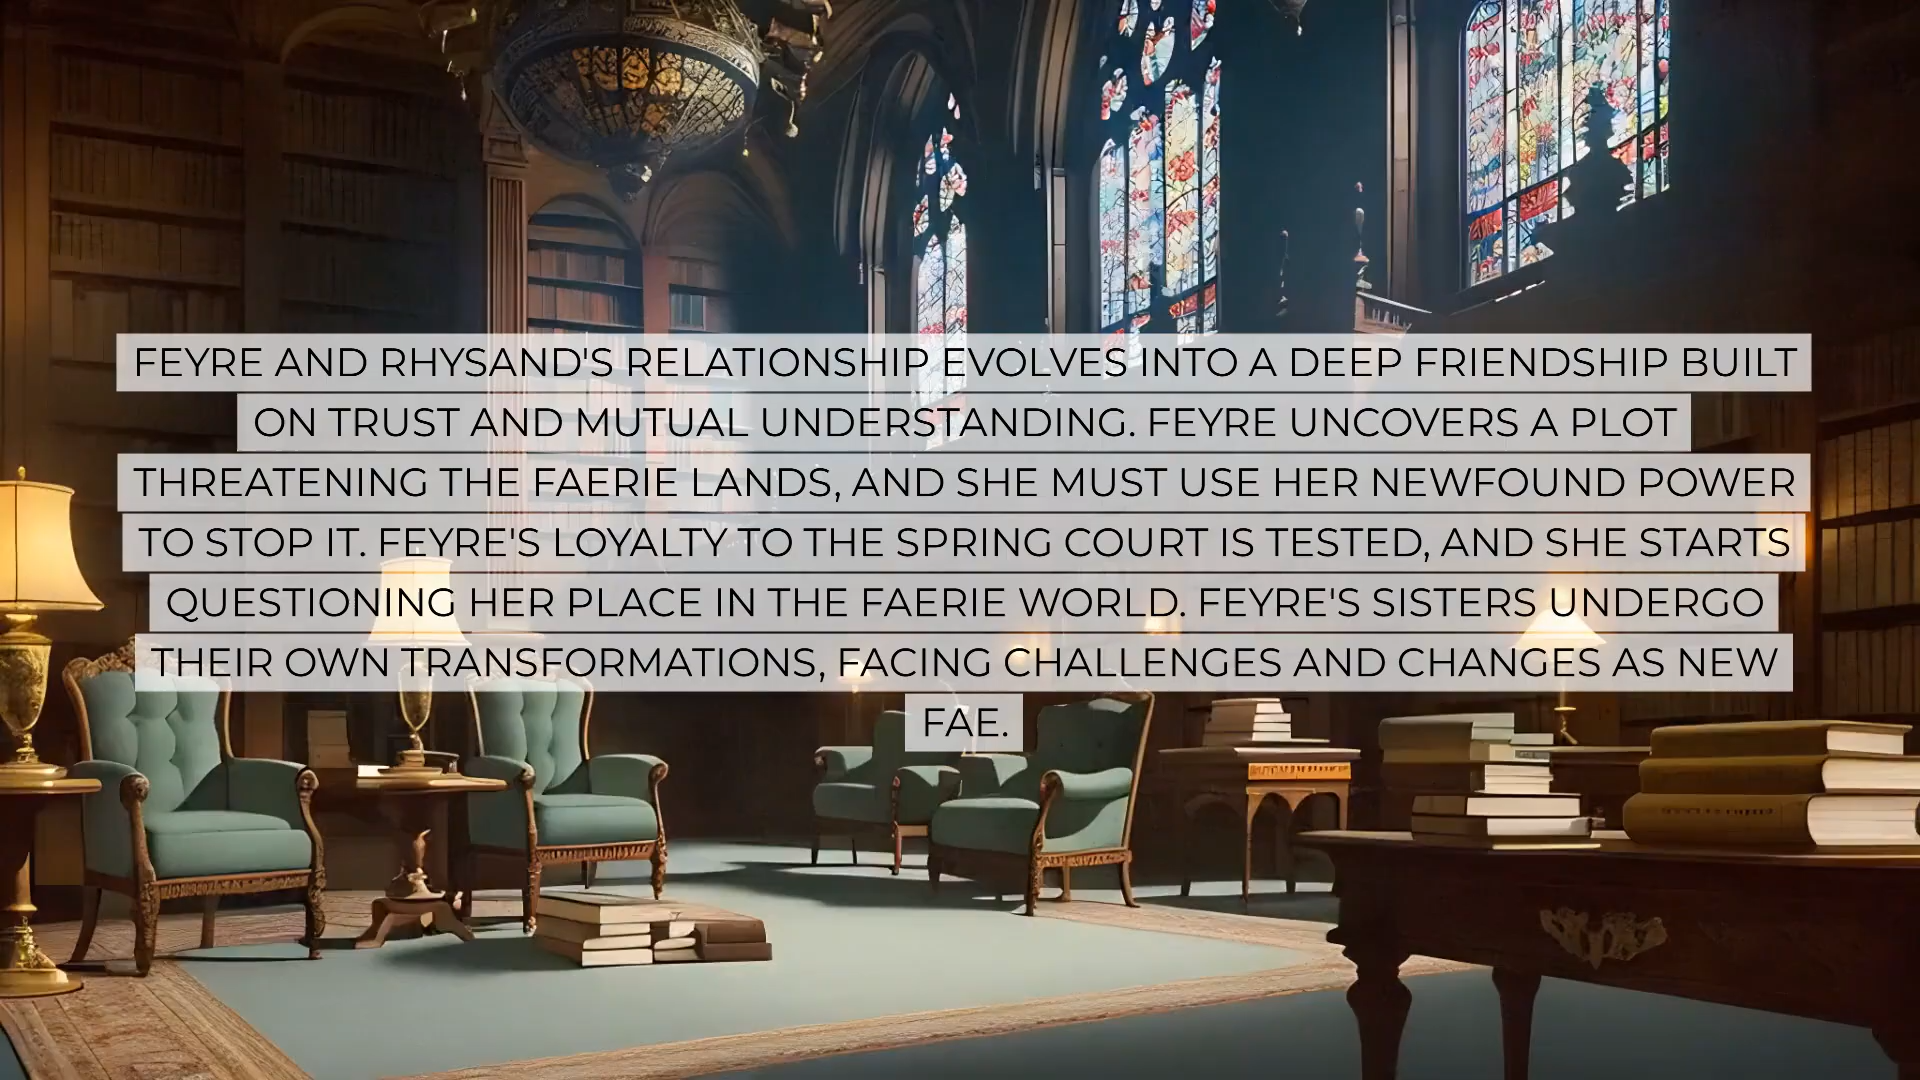 FEYRE AND RHYSAND'S RELATIONSHIP EVOLVES INTO A DEEP FRIENDSHIP BUILT
ON TRUST AND MUTUAL UNDERSTANDING. FEYRE UNCOVERS A PLOT
THREATENING THE FAERIE LANDS, AND SHE MUST USE HER NEWFOUND POWER
TO STOP IT. FEYRE'S LOYALTY TO THE SPRING COURT IS TESTED, AND SHE STARTS
QUESTIONING HER PLACE IN THE FAERIE WORLD. FEYRE'S SISTERS UNDERGO
THEIR OWN TRANSFORMATIONS, FACING CHALLENGES AND CHANGES AS NEW
FAE.